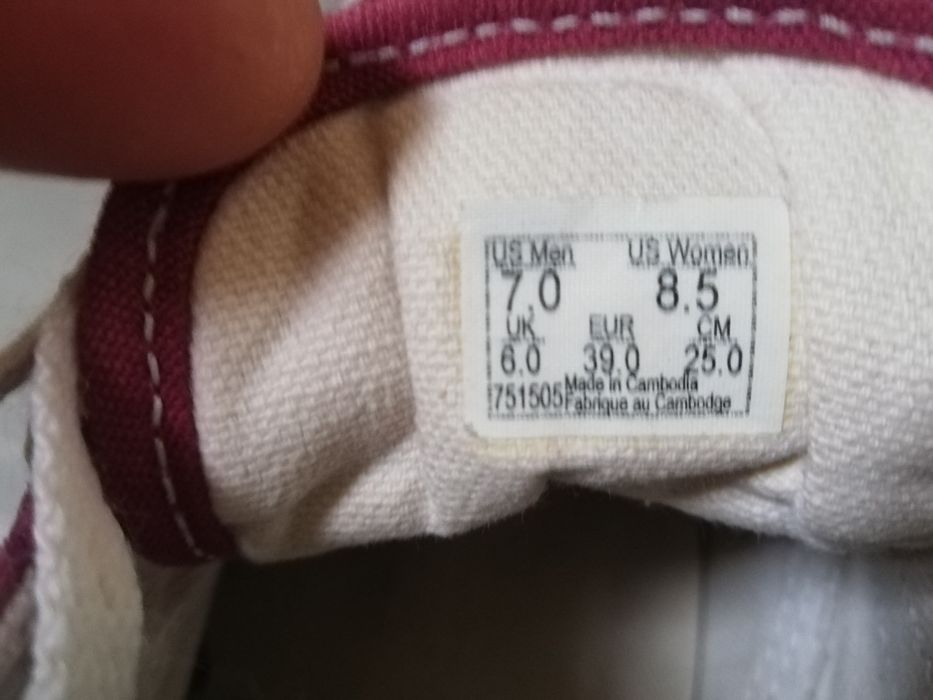 US Men US Women
7.0 8.5
UK EUR CM
6.0 39.0 25.0
751505 Made in Cambodia
Fabrique au Cambodge